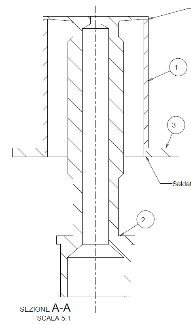 1
3
Saldat
2
SEZIONE A-A
SCALA 5:1